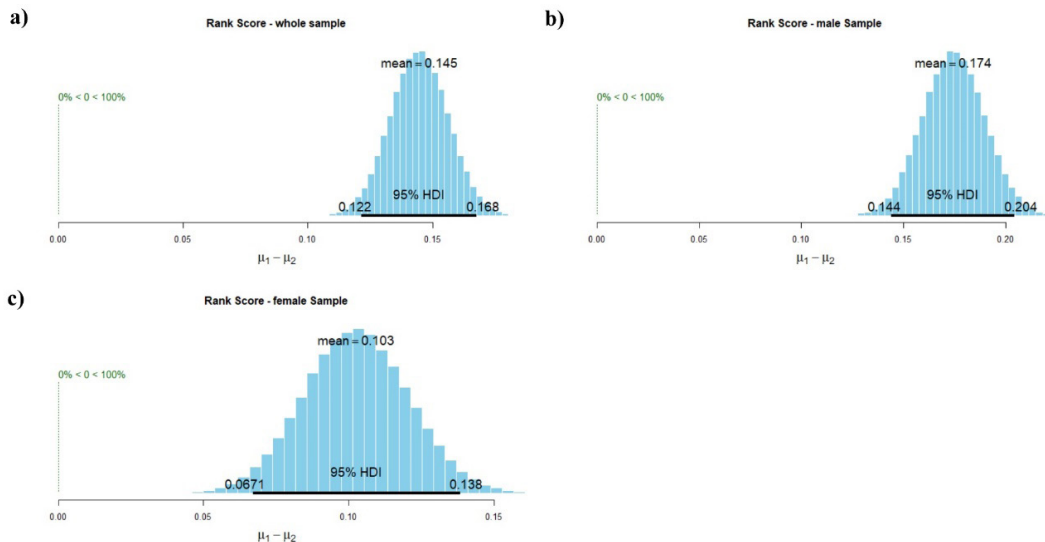 a)
Rank Score - whole sample
mean = 0.145
0% < 0 < 100%
95% HDI
0.122 0.168
0.00 0.05 0.10 0.15
μ1 − μ2
b)
Rank Score - male Sample
mean = 0.174
0% < 0 < 100%
95% HDI
0.144 0.204
0.00 0.05 0.10 0.15 0.20
μ1 − μ2
c)
Rank Score - female Sample
mean = 0.103
0% < 0 < 100%
95% HDI
0.0671 0.138
0.00 0.05 0.10 0.15
μ1 − μ2